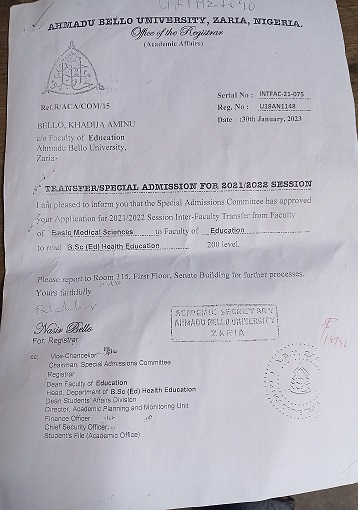 AHMADU BELLO UNIVERSITY, ZARIA, NIGERIA.
Office of the Registrar
(Academic Affairs)
Ref.R/ACA/COM/15
Serial No : INTFAC-21-075
Reg. No : U18AN1148
Date :30th January, 2023
BELLO, KHADIJA AMINU
c/o Faculty of Education
Ahmadu Bello University,
Zaria-
TRANSFER/SPECIAL ADMISSION FOR 2021/2022 SESSION
I am pleased to inform you that the Special Admissions Committee has approved
your Application for 2021/2022 Session Inter-Faculty Transfer from Faculty
of Basic Medical Sciences to Faculty of Education
to read B.Sc (Ed) Health Education 200 level.
Please report to Room 115, First Floor, Senate Building for further processes.
Yours faithfully
Nasir Bello
For: Registrar
ACADEMIC SECRETARY
AHMADU BELLO UNIVERSITY
ZARIA
cc. Vice-Chancellor
Chairman, Special Admissions Committee
Registrar
Dean Faculty of Education
Head, Department of B.Sc (Ed) Health Education
Dean Students' Affairs Division
Director, Academic Planning and Monitoring Unit
Finance Officer
Chief Security Officer
Student's File (Academic Office)